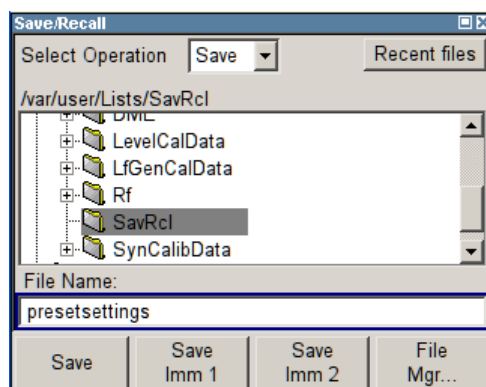 Save/Recall
Select Operation Save Recent files
/var/user/Lists/SavRcl
DME
LevelCalData
LfGenCalData
Rf
SavRcl
SynCalibData
File Name:
presetsettings
Save Save Imm 1 Save Imm 2 File Mgr...